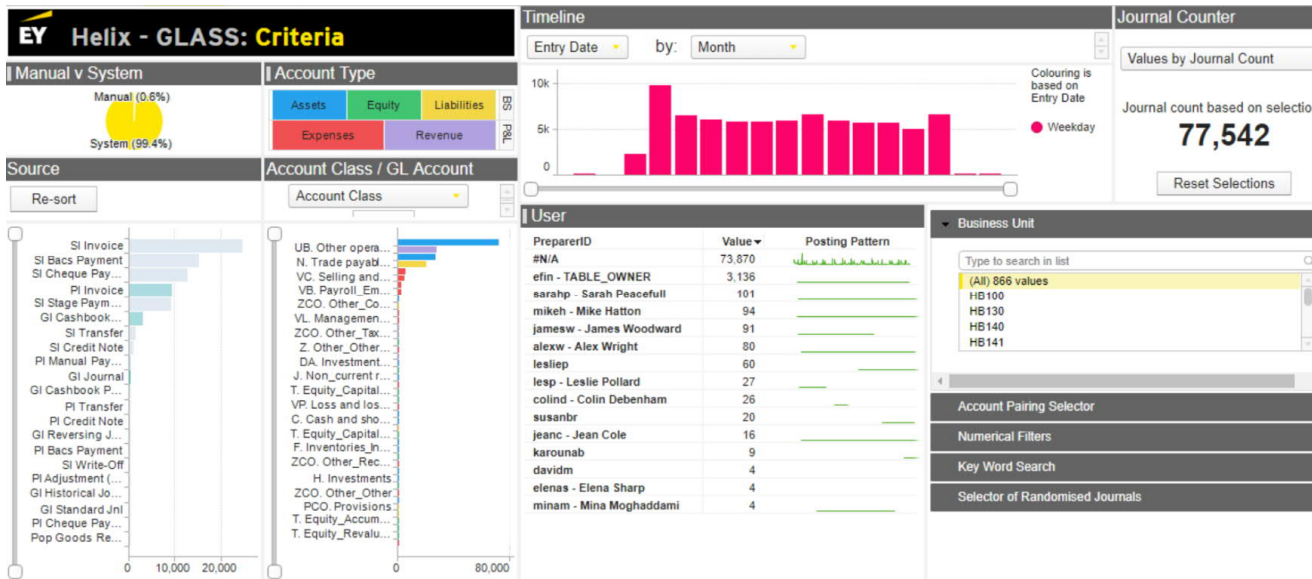 EY Helix - GLASS: Criteria
Manual v System
Manual (0.6%)
System (99.4%)
Account Type
Assets Equity Liabilities BS
Expenses Revenue P&L
Source
Re-sort
SI Invoice
SI Bacs Payment
SI Cheque Pay...
PI Invoice
SI Stage Paym...
GI Cashbook...
SI Transfer
SI Credit Note
PI Manual Pay...
GI Journal
GI Cashbook P...
PI Transfer
PI Credit Note
GI Reversing J...
PI Bacs Payment
SI Write-Off
PI Adjustment (...
GI Historical Jo...
GI Standard Jnl
PI Cheque Pay...
Pop Goods Re...
0 10,000 20,000
Account Class / GL Account
Account Class
UB. Other opera...
N. Trade payabl...
VC. Selling and...
VB. Payroll_Em...
ZCO. Other_Co...
VL. Managemen...
ZCO. Other_Tax...
Z. Other_Other...
DA. Investment...
J. Non_current r...
T. Equity_Capital...
VP. Loss and los...
C. Cash and sho...
T. Equity_Capital...
F. Inventories_In...
ZCO. Other_Rec...
H. Investments
ZCO. Other_Other
PCO. Provisions
T. Equity_Accum...
T. Equity_Revalu...
0 80,000
Timeline
Entry Date by: Month
10k
5k
0
Colouring is
based on
Entry Date
Weekday
Journal Counter
Values by Journal Count
Journal count based on selectio
77,542
Reset Selections
User
PreparerID Value Posting Pattern
#N/A 73,870
efin - TABLE_OWNER 3,136
sarahp - Sarah Peacefull 101
mikeh - Mike Hatton 94
jamesw - James Woodward 91
alexw - Alex Wright 80
lesliep 60
lesp - Leslie Pollard 27
colind - Colin Debenham 26
susanbr 20
jeanc - Jean Cole 16
karounab 9
davidm 4
elenas - Elena Sharp 4
minam - Mina Moghaddami 4
Business Unit
Type to search in list
(All) 866 values
HB100
HB130
HB140
HB141
Account Pairing Selector
Numerical Filters
Key Word Search
Selector of Randomised Journals